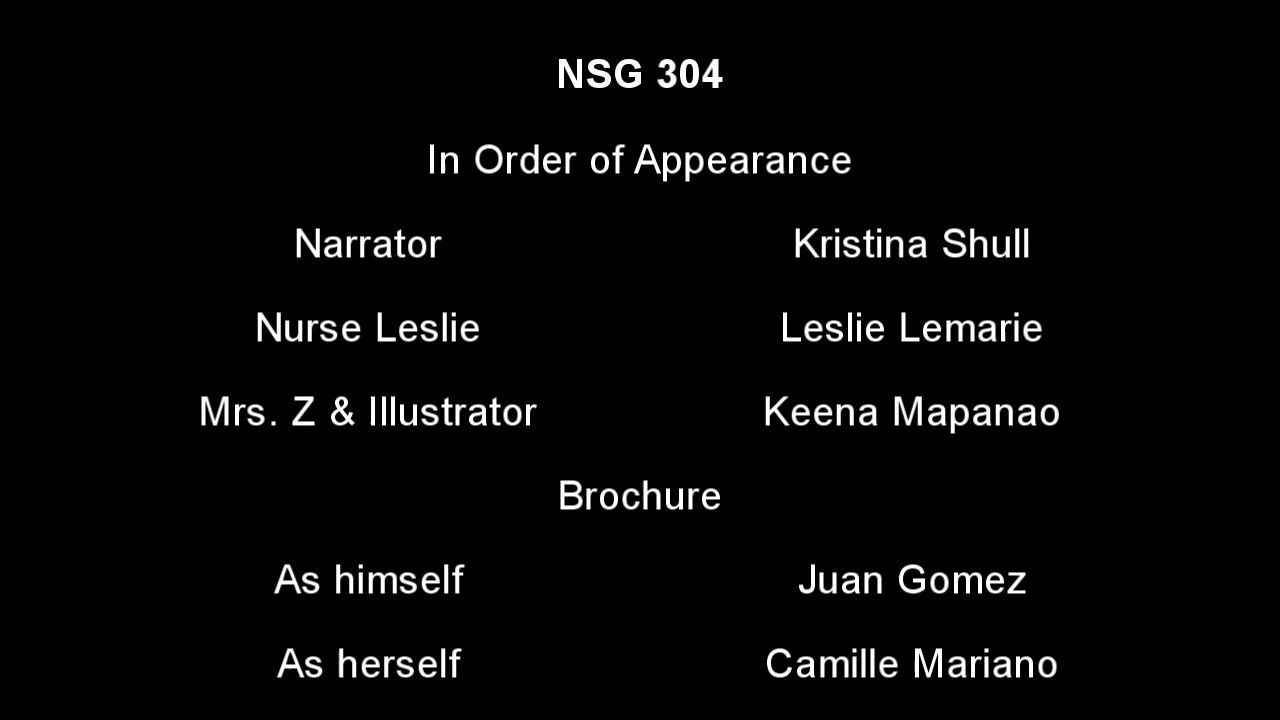 NSG 304
In Order of Appearance
Narrator Kristina Shull
Nurse Leslie Leslie Lemarie
Mrs. Z & Illustrator Keena Mapanao
Brochure
As himself Juan Gomez
As herself Camille Mariano